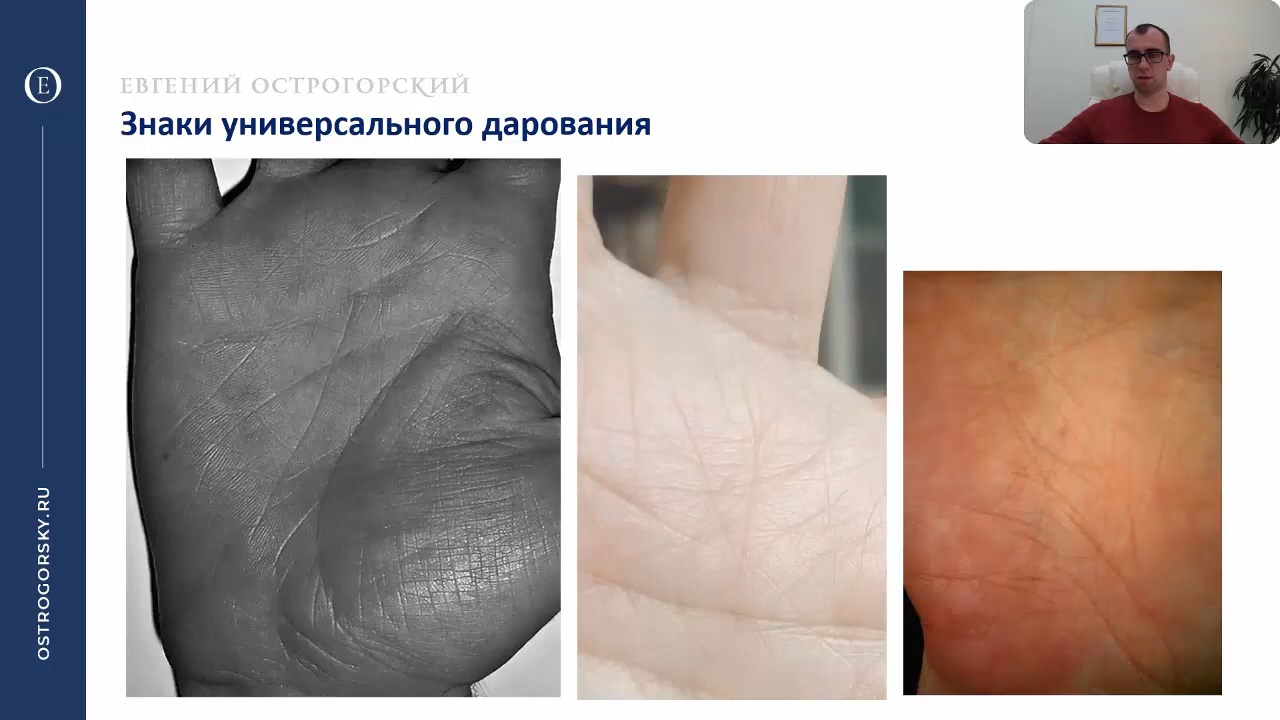 ЕВГЕНИЙ ОСТРОГОРСКИЙ
Знаки универсального дарования
OSTROGORSKY.RU